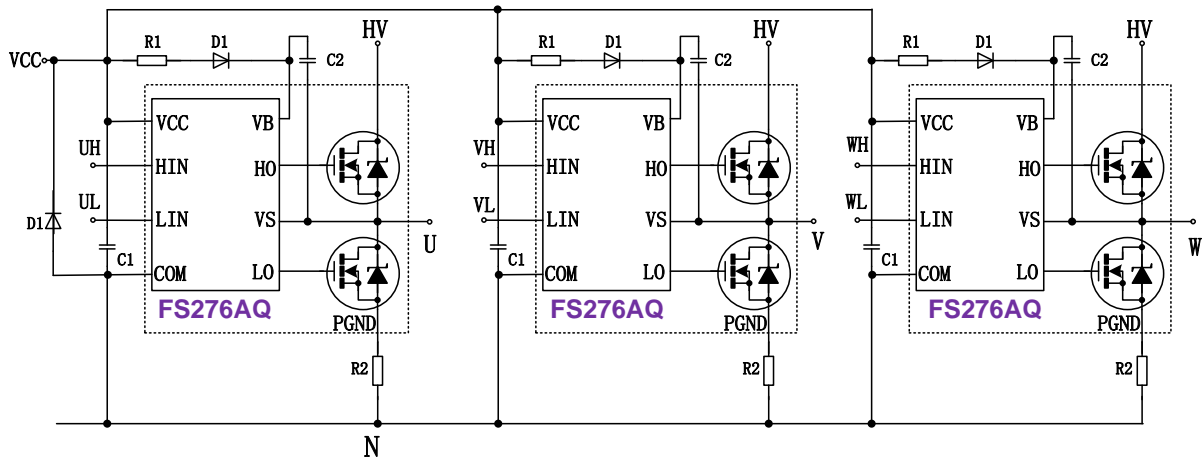 HV
HV
HV
R1
D1
C2
R1
D1
C2
R1
D1
C2
VCC
VCC
VB
VCC
VB
VCC
VB
UH
HIN
HO
VH
HIN
HO
WH
HIN
HO
UL
LIN
VS
VL
LIN
VS
WL
LIN
VS
D1
U
V
W
C1
COM
LO
C1
COM
LO
C1
COM
LO
FS276AQ
PGND
FS276AQ
PGND
FS276AQ
PGND
R2
R2
R2
N